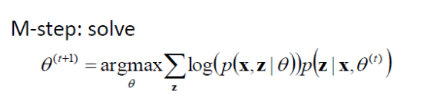 M-step: solve
θ^(t+1) = argmax_θ ∑_z log(p(x,z|θ))p(z|x,θ^(t))